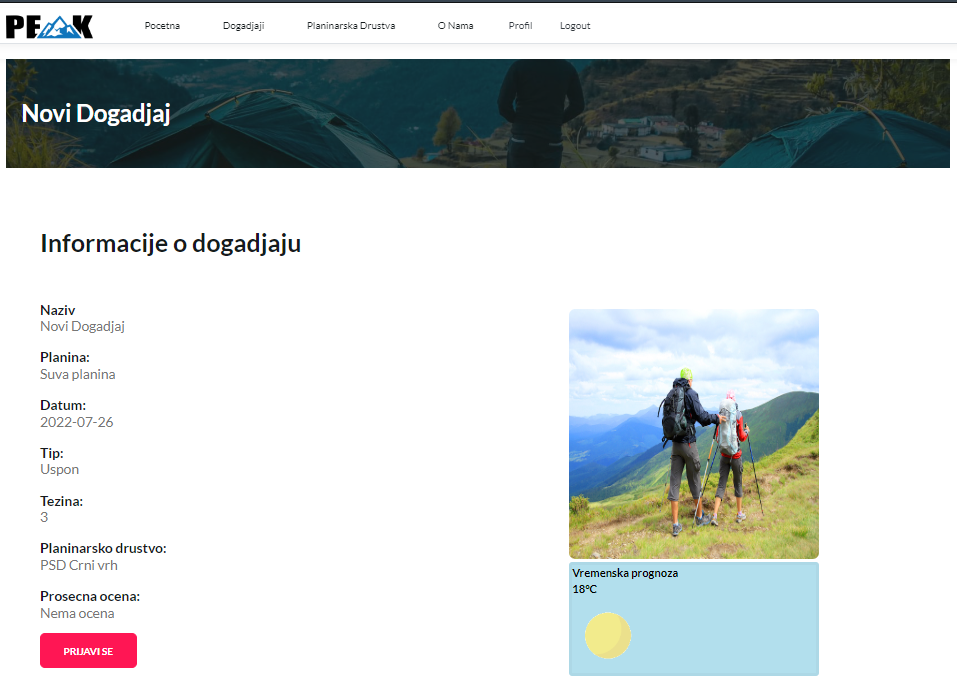 PEAK
Pocetna
Dogadjaji
Planinarska Drustva
O Nama
Profil
Logout
Novi Dogadjaj
Informacije o dogadjaju
Naziv
Novi Dogadjaj
Planina:
Suva planina
Datum:
2022-07-26
Tip:
Uspon
Tezina:
3
Planinarsko drustvo:
PSD Crni vrh
Prosecna ocena:
Nema ocena
PRIJAVI SE
Vremenska prognoza
18°C